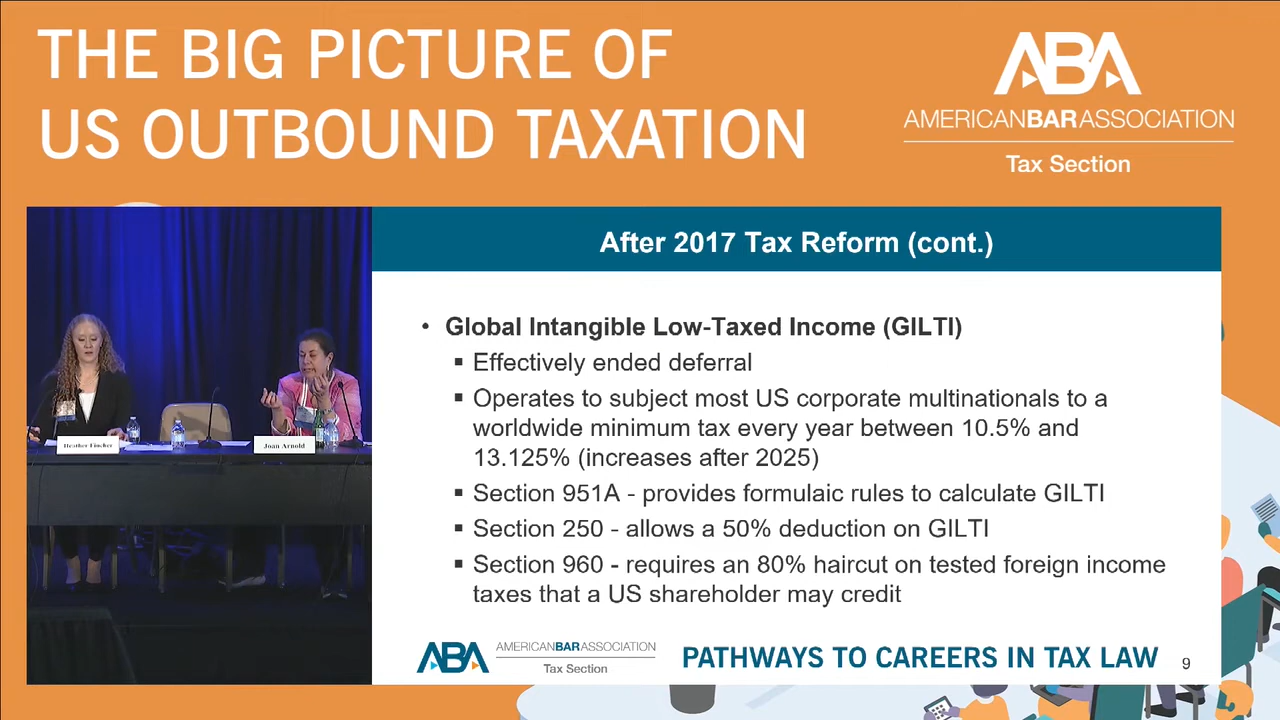 THE BIG PICTURE OF
US OUTBOUND TAXATION
ABA
AMERICANBARASSOCIATION
Tax Section
After 2017 Tax Reform (cont.)
• Global Intangible Low-Taxed Income (GILTI)
▪ Effectively ended deferral
▪ Operates to subject most US corporate multinationals to a
worldwide minimum tax every year between 10.5% and
13.125% (increases after 2025)
▪ Section 951A - provides formulaic rules to calculate GILTI
▪ Section 250 - allows a 50% deduction on GILTI
▪ Section 960 - requires an 80% haircut on tested foreign income
taxes that a US shareholder may credit
Heather Fincher
Joan Arnold
ABA
AMERICANBARASSOCIATION
Tax Section
PATHWAYS TO CAREERS IN TAX LAW
9